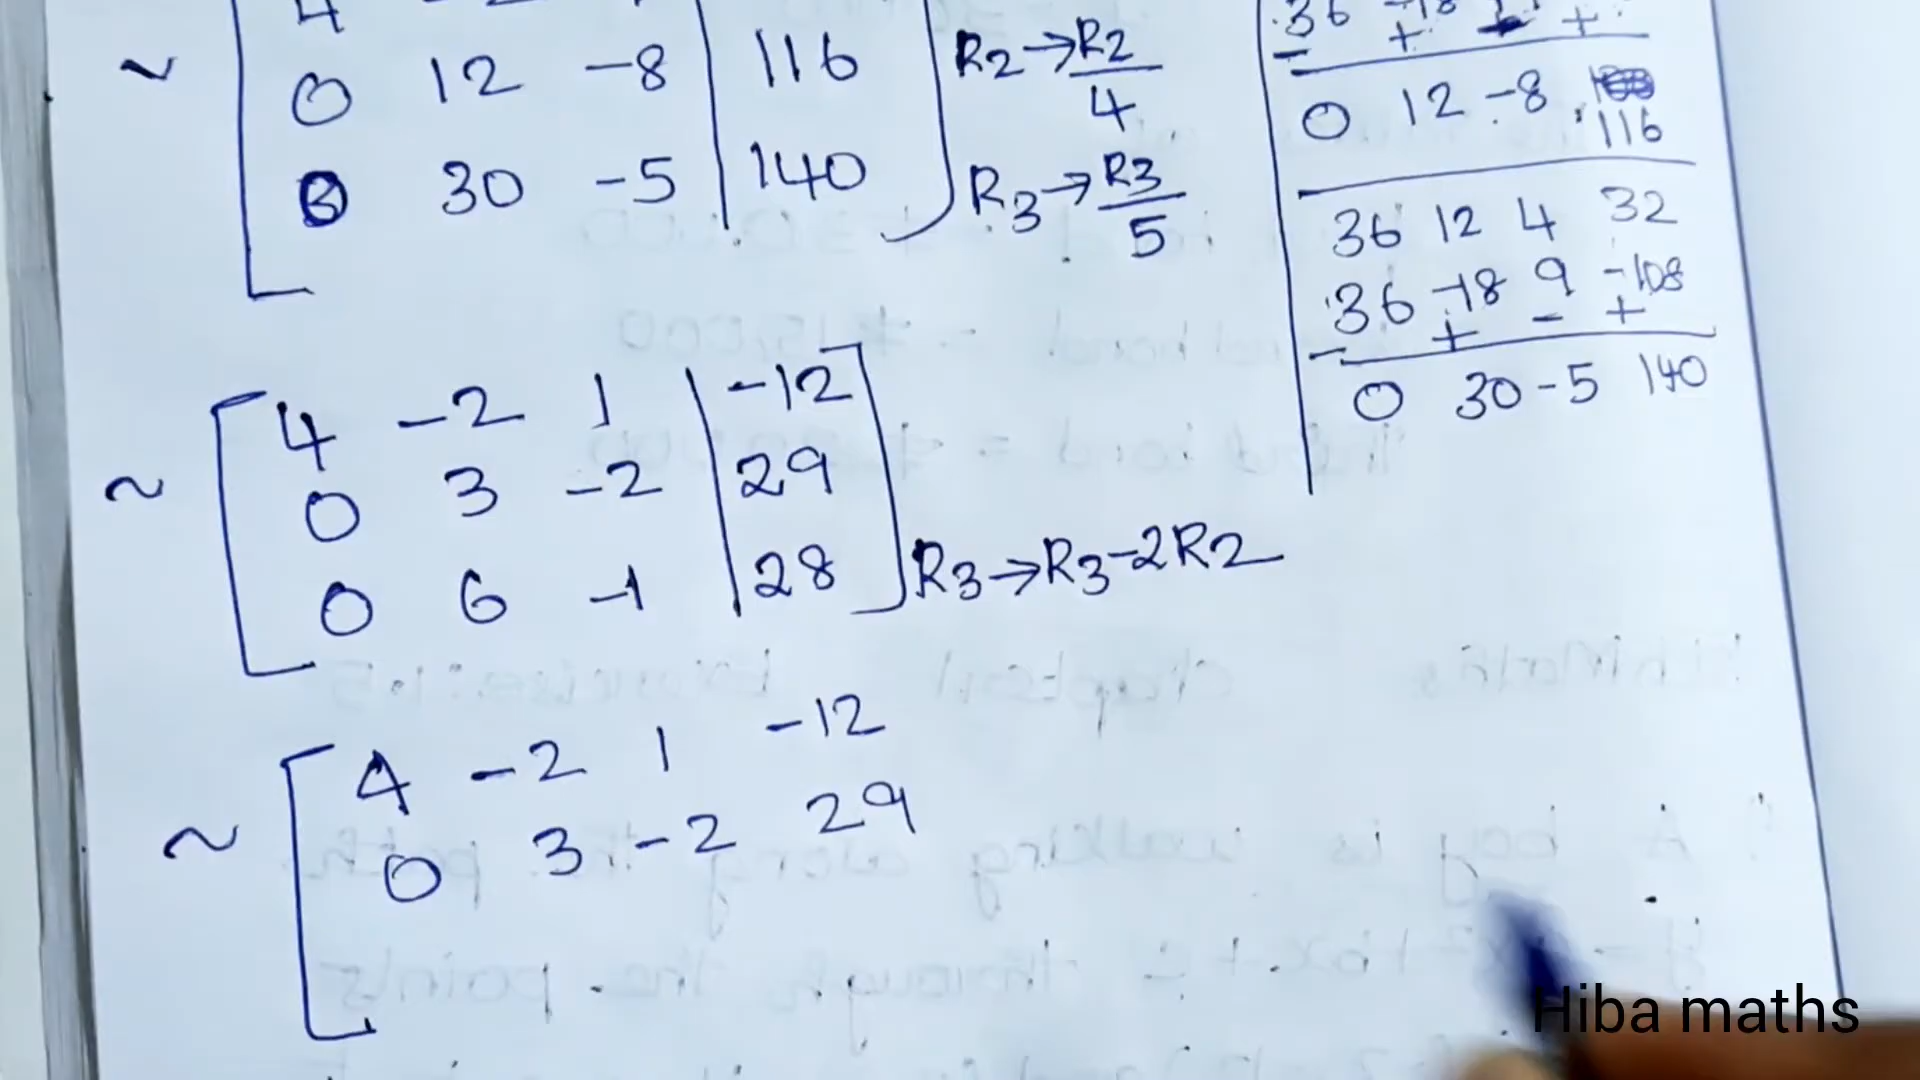 4 -2
~ 0 12 -8 | 116 R2→R2/4
0 30 -5 | 140 R3→R3/5
36 -18
- + +
0 12 -8
116
36 12 4 32
36 -18 9 -108
- + - +
0 30 -5 140
4 -2 1 | -12
~ 0 3 -2 | 29
0 6 -1 | 28 R3→R3-2R2
4 -2 1 -12
~ 0 3 -2 29
Hiba maths